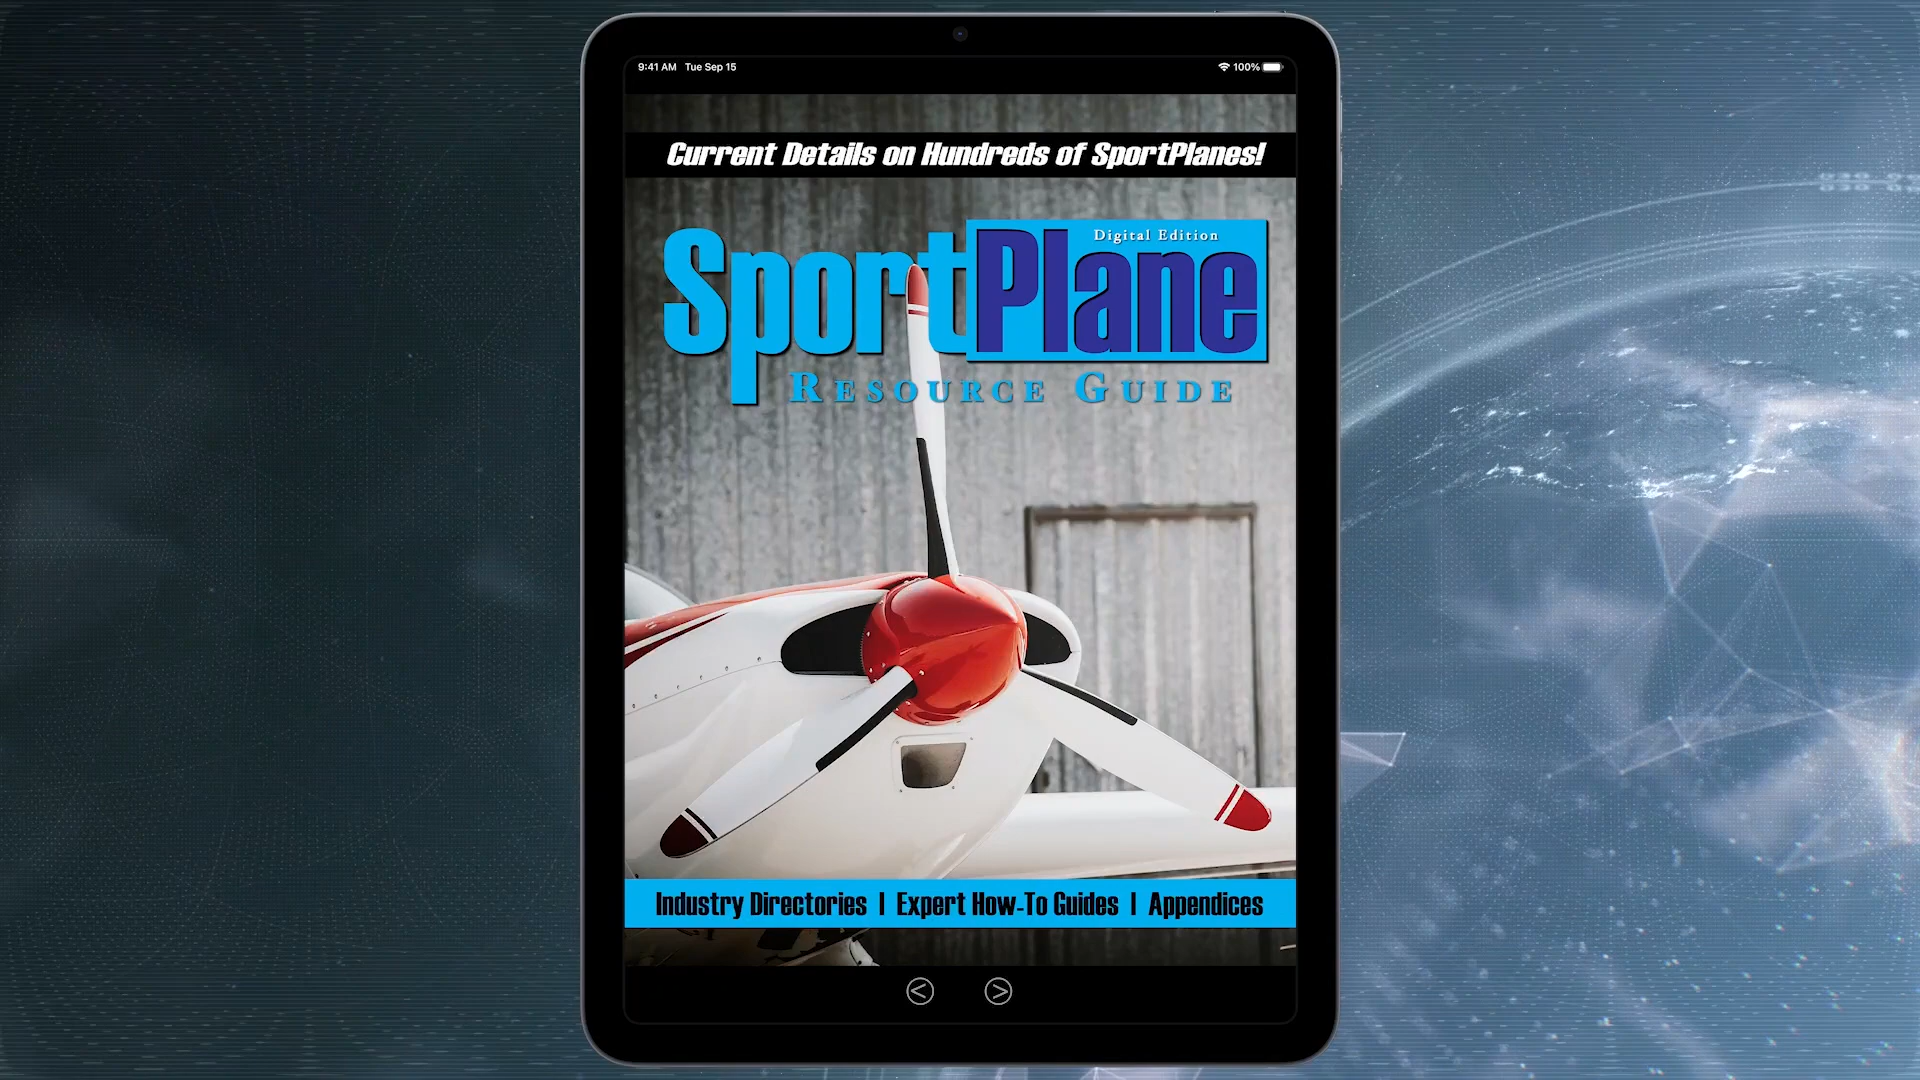 9:41 AM Tue Sep 15
100%
Current Details on Hundreds of SportPlanes!
Digital Edition
SportPlane
Resource Guide
Industry Directories | Expert How-To Guides | Appendices